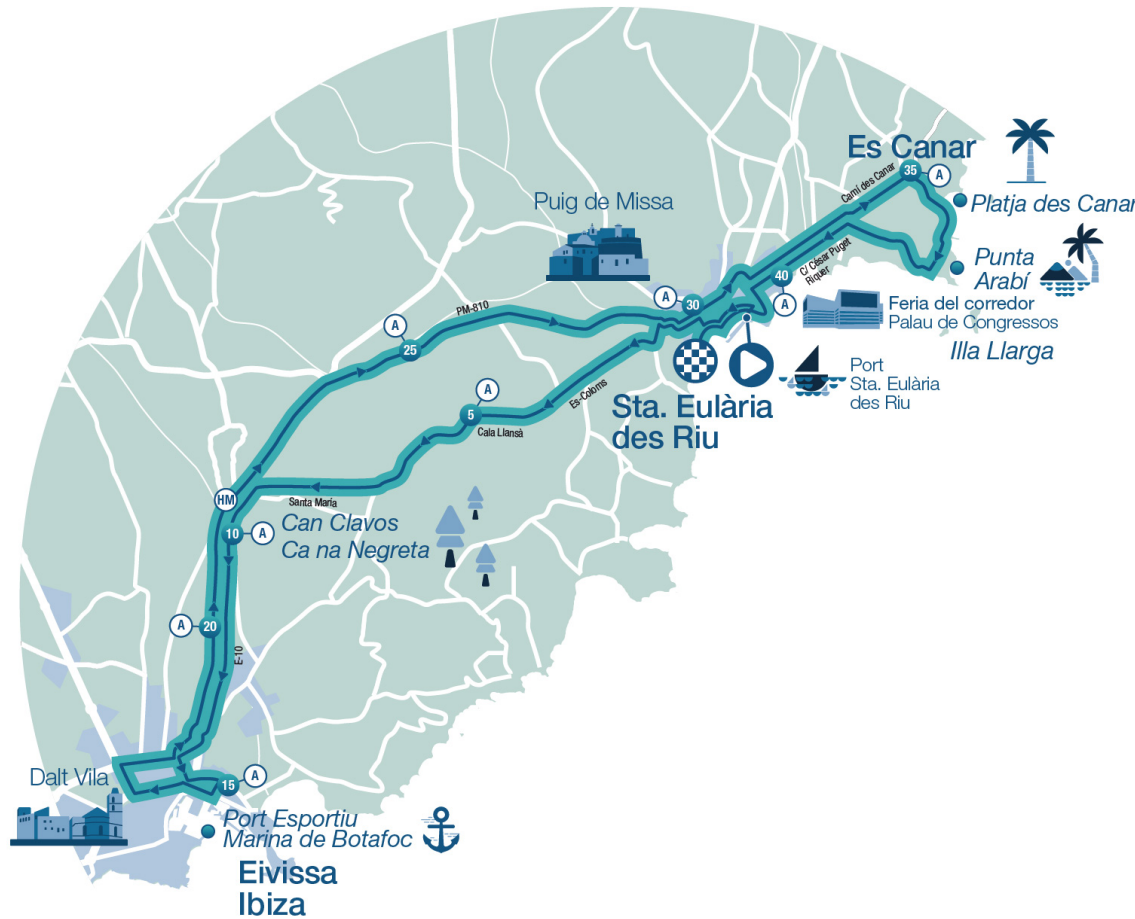 Es Canar
35
A
Camí des Canar
Platja des Canar
Puig de Missa
C/ César Puget
Riquer
Punta
Arabí
40
A
A
30
Feria del corredor
Palau de Congressos
Illa Llarga
PM-810
A
25
Port
Sta. Eulària
des Riu
Sta. Eulària
des Riu
Es-Coloms
A
5
Cala Llansà
HM
Santa María
Can Clavos
Ca na Negreta
10
A
A
20
E-10
Dalt Vila
15
A
Port Esportiu
Marina de Botafoc
Eivissa
Ibiza